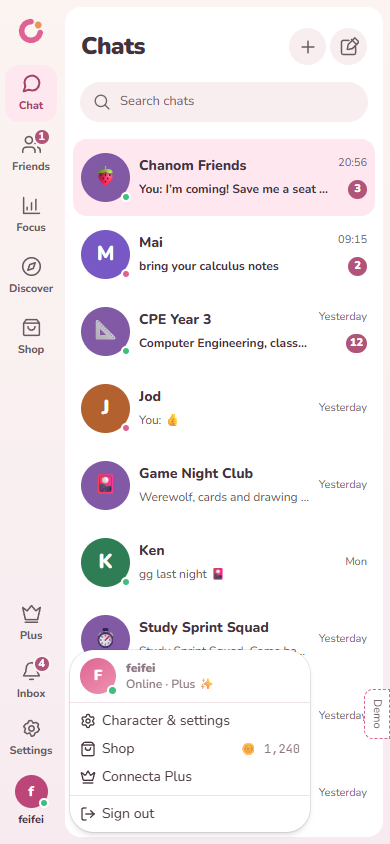 Chats
Search chats
Chat
1
Friends
Focus
Discover
Shop
Chanom Friends
20:56
You: I'm coming! Save me a seat ...
3
M
Mai
09:15
bring your calculus notes
2
CPE Year 3
Yesterday
Computer Engineering, class...
12
J
Jod
Yesterday
You:
Game Night Club
Yesterday
Werewolf, cards and drawing ...
K
Ken
Mon
gg last night
Study Sprint Squad
Yesterday
Yesterday
Yesterday
Plus
4
Inbox
Settings
f
feifei
F
feifei
Online · Plus ✨
Character & settings
Shop
1,240
Connecta Plus
Sign out
Demo